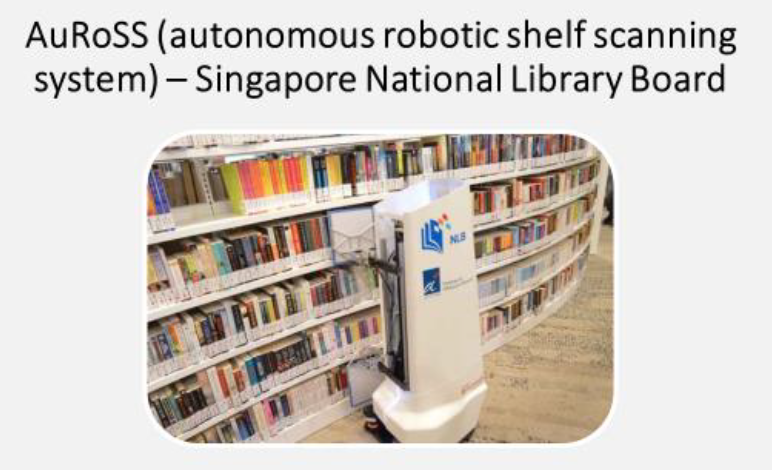 AuRoSS (autonomous robotic shelf scanning
system) – Singapore National Library Board
NLB